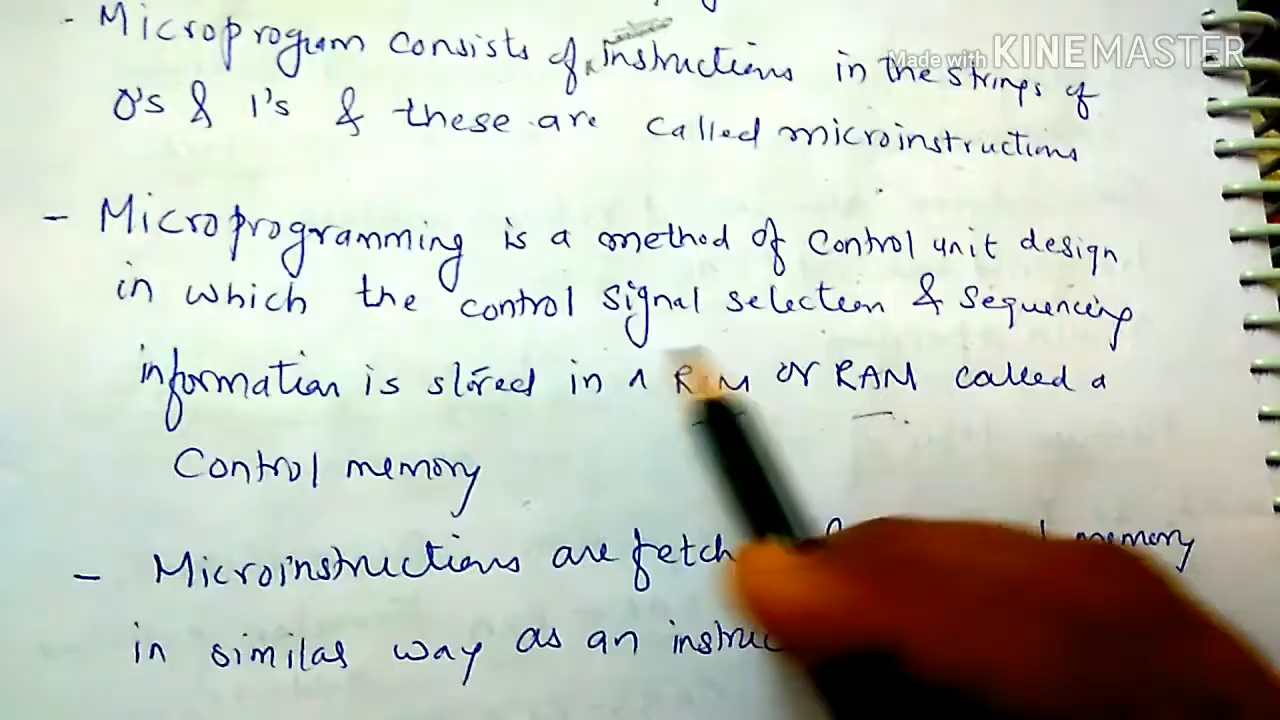 - Microprogram consists of instructions in the strings of
0's & 1's & these are called microinstructions
- Microprogramming is a method of control unit design
in which the control signal selection & sequencing
information is stored in a or RAM called a
Control memory
- Microinstructions are fetch memory
in similar way as an instruc
Made with KINEMASTER